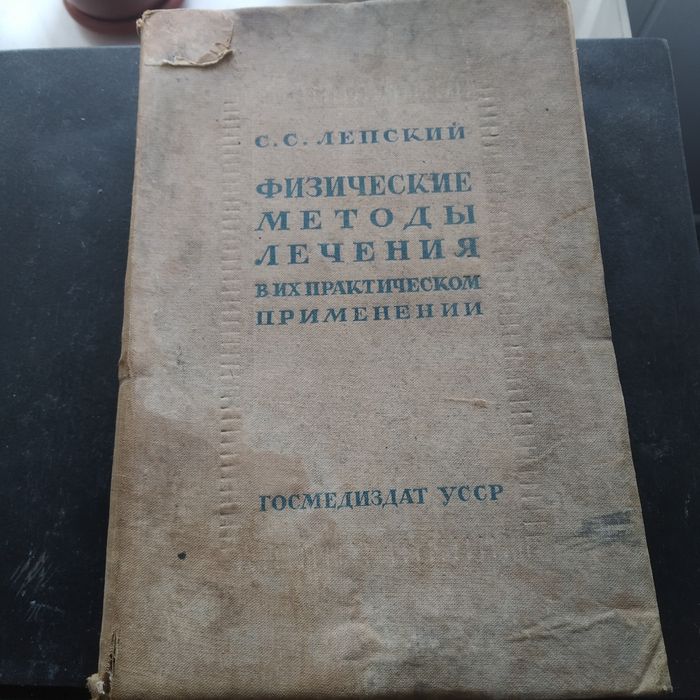 С. С. ЛЕПСКИЙ
ФИЗИЧЕСКИЕ
МЕТОДЫ
ЛЕЧЕНИЯ
В ИХ ПРАКТИЧЕСКОМ
ПРИМЕНЕНИИ
ГОСМЕДИЗДАТ УССР